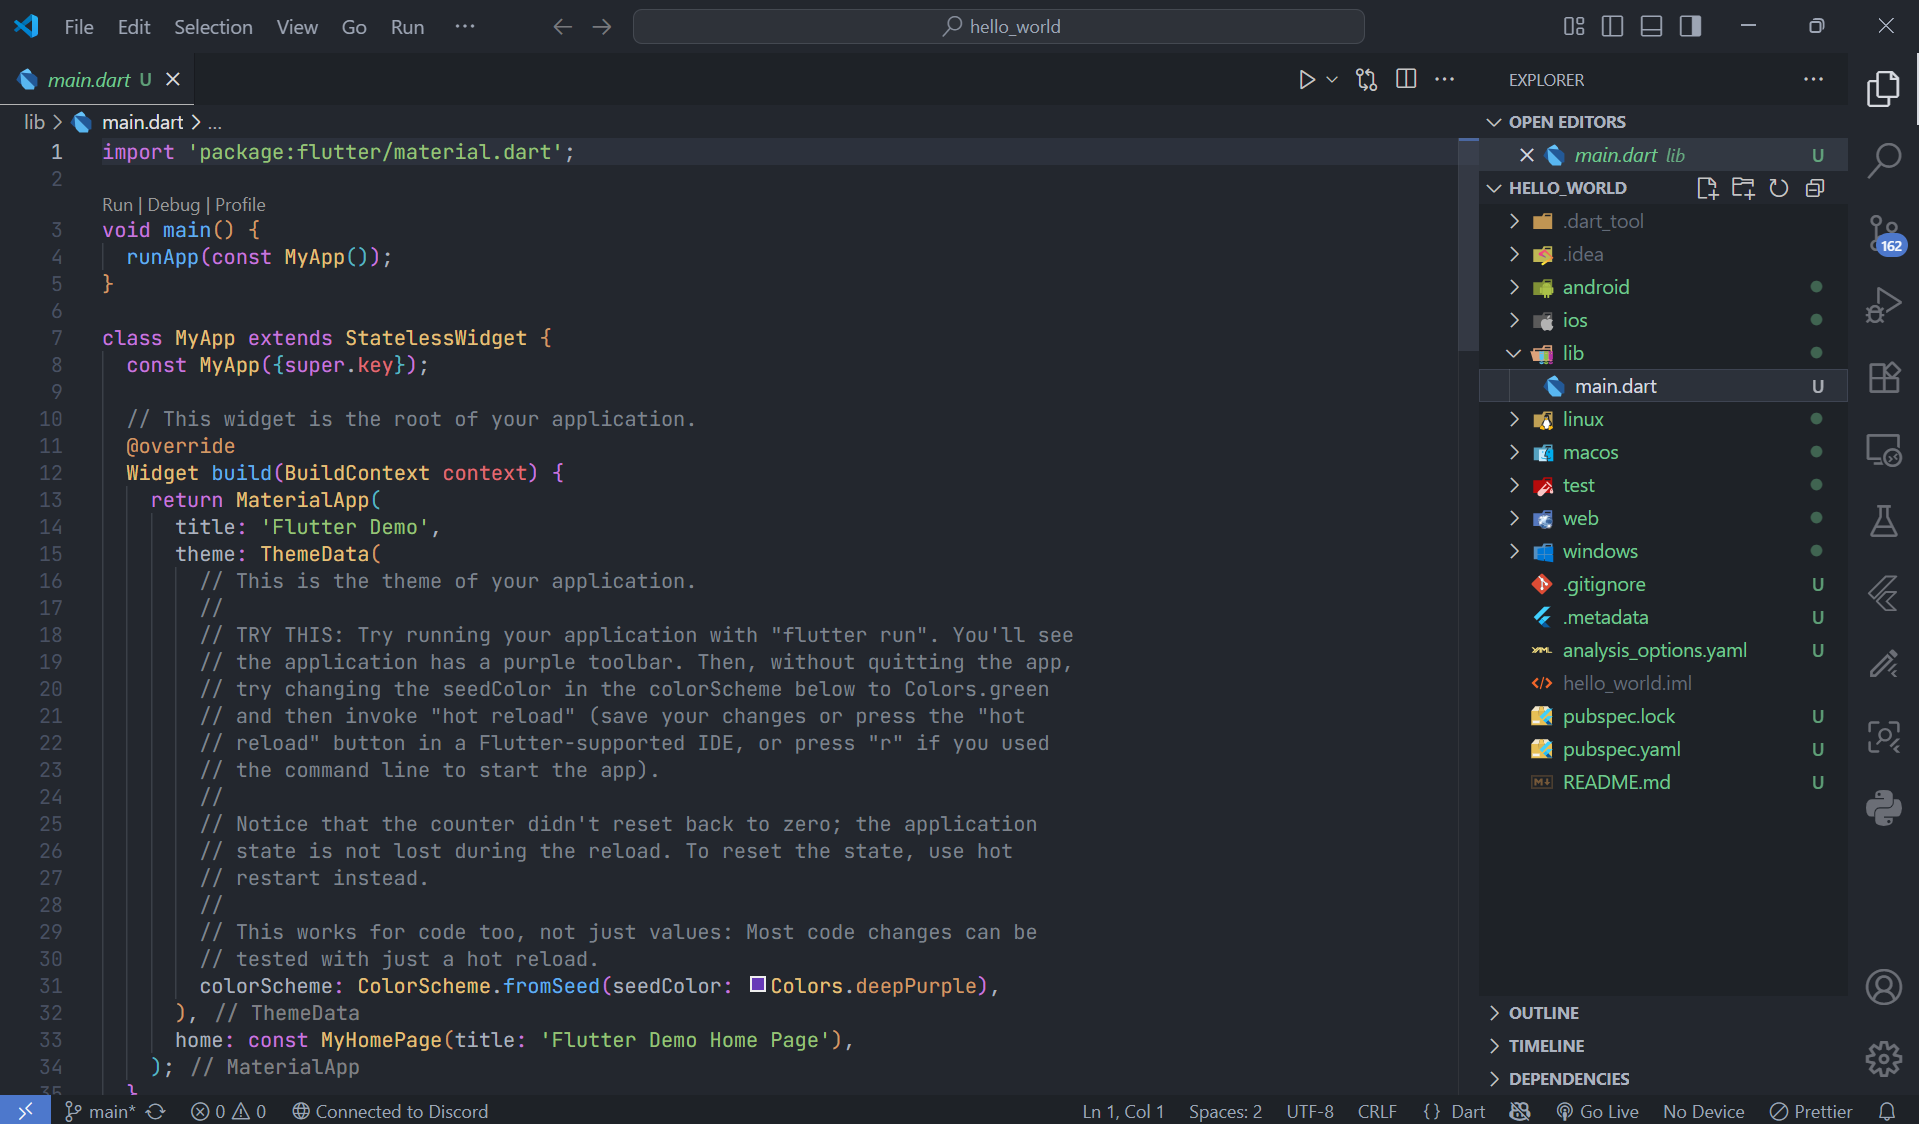 File Edit Selection View Go Run ··· hello_world
main.dart U
EXPLORER
lib > main.dart > ...
1 import 'package:flutter/material.dart';
2
Run | Debug | Profile
3 void main() {
4 runApp(const MyApp());
5 }
6
7 class MyApp extends StatelessWidget {
8 const MyApp({super.key});
9
10 // This widget is the root of your application.
11 @override
12 Widget build(BuildContext context) {
13 return MaterialApp(
14 title: 'Flutter Demo',
15 theme: ThemeData(
16 // This is the theme of your application.
17 //
18 // TRY THIS: Try running your application with "flutter run". You'll see
19 // the application has a purple toolbar. Then, without quitting the app,
20 // try changing the seedColor in the colorScheme below to Colors.green
21 // and then invoke "hot reload" (save your changes or press the "hot
22 // reload" button in a Flutter-supported IDE, or press "r" if you used
23 // the command line to start the app).
24 //
25 // Notice that the counter didn't reset back to zero; the application
26 // state is not lost during the reload. To reset the state, use hot
27 // restart instead.
28 //
29 // This works for code too, not just values: Most code changes can be
30 // tested with just a hot reload.
31 colorScheme: ColorScheme.fromSeed(seedColor: Colors.deepPurple),
32 ), // ThemeData
33 home: const MyHomePage(title: 'Flutter Demo Home Page'),
34 ); // MaterialApp
35 }
OPEN EDITORS
main.dart lib U
HELLO_WORLD
.dart_tool
.idea
android
ios
lib
main.dart U
linux
macos
test
web
windows
.gitignore U
.metadata U
YAML analysis_options.yaml U
hello_world.iml
pubspec.lock U
pubspec.yaml U
M README.md U
OUTLINE
TIMELINE
DEPENDENCIES
162
main* 0 0 Connected to Discord Ln 1, Col 1 Spaces: 2 UTF-8 CRLF {} Dart Go Live No Device Prettier